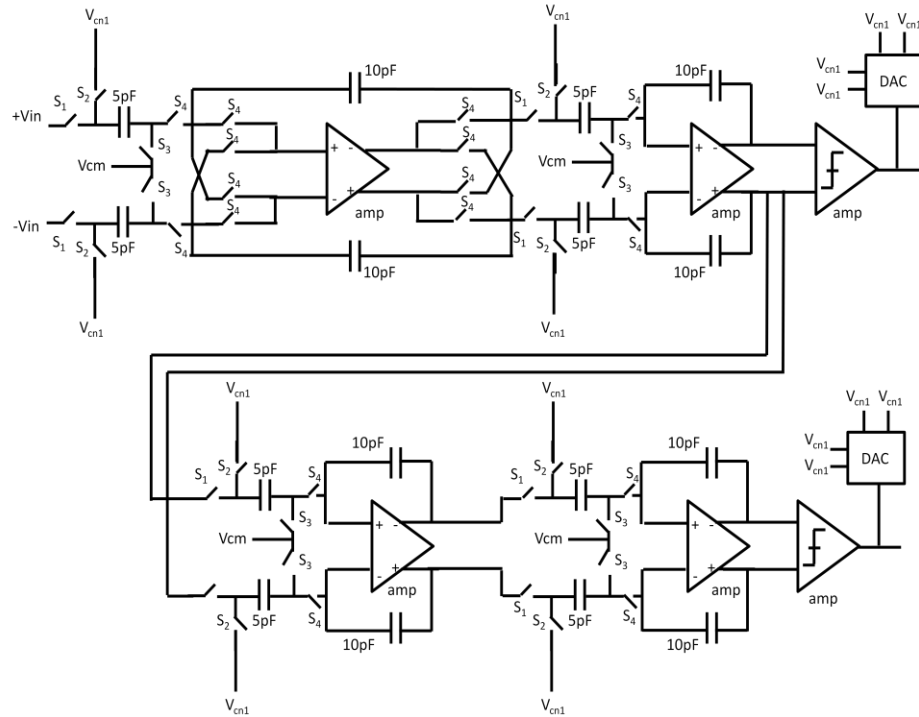 Vcn1
Vcn1
Vcn1 Vcn1
Vcn1
Vcn1
DAC
10pF
10pF
S1
S2
5pF
S4
S4
S4
S4
S4
S1
S2
5pF
S4
+Vin
S3
Vcm
S3
+ -
- +
S3
Vcm
S3
+ -
- +
-Vin
S1
S2
5pF
S4
S4
S4
amp
S4
S4
S1
S2
5pF
S4
amp
amp
10pF
10pF
Vcn1
Vcn1
Vcn1
Vcn1
Vcn1 Vcn1
Vcn1
Vcn1
DAC
10pF
10pF
S1
S2
5pF
S4
S1
S2
5pF
S4
S3
Vcm
S3
+ -
- +
S3
Vcm
S3
+ -
- +
S2
5pF
S4
amp
S1
S2
5pF
S4
amp
amp
10pF
10pF
Vcn1
Vcn1